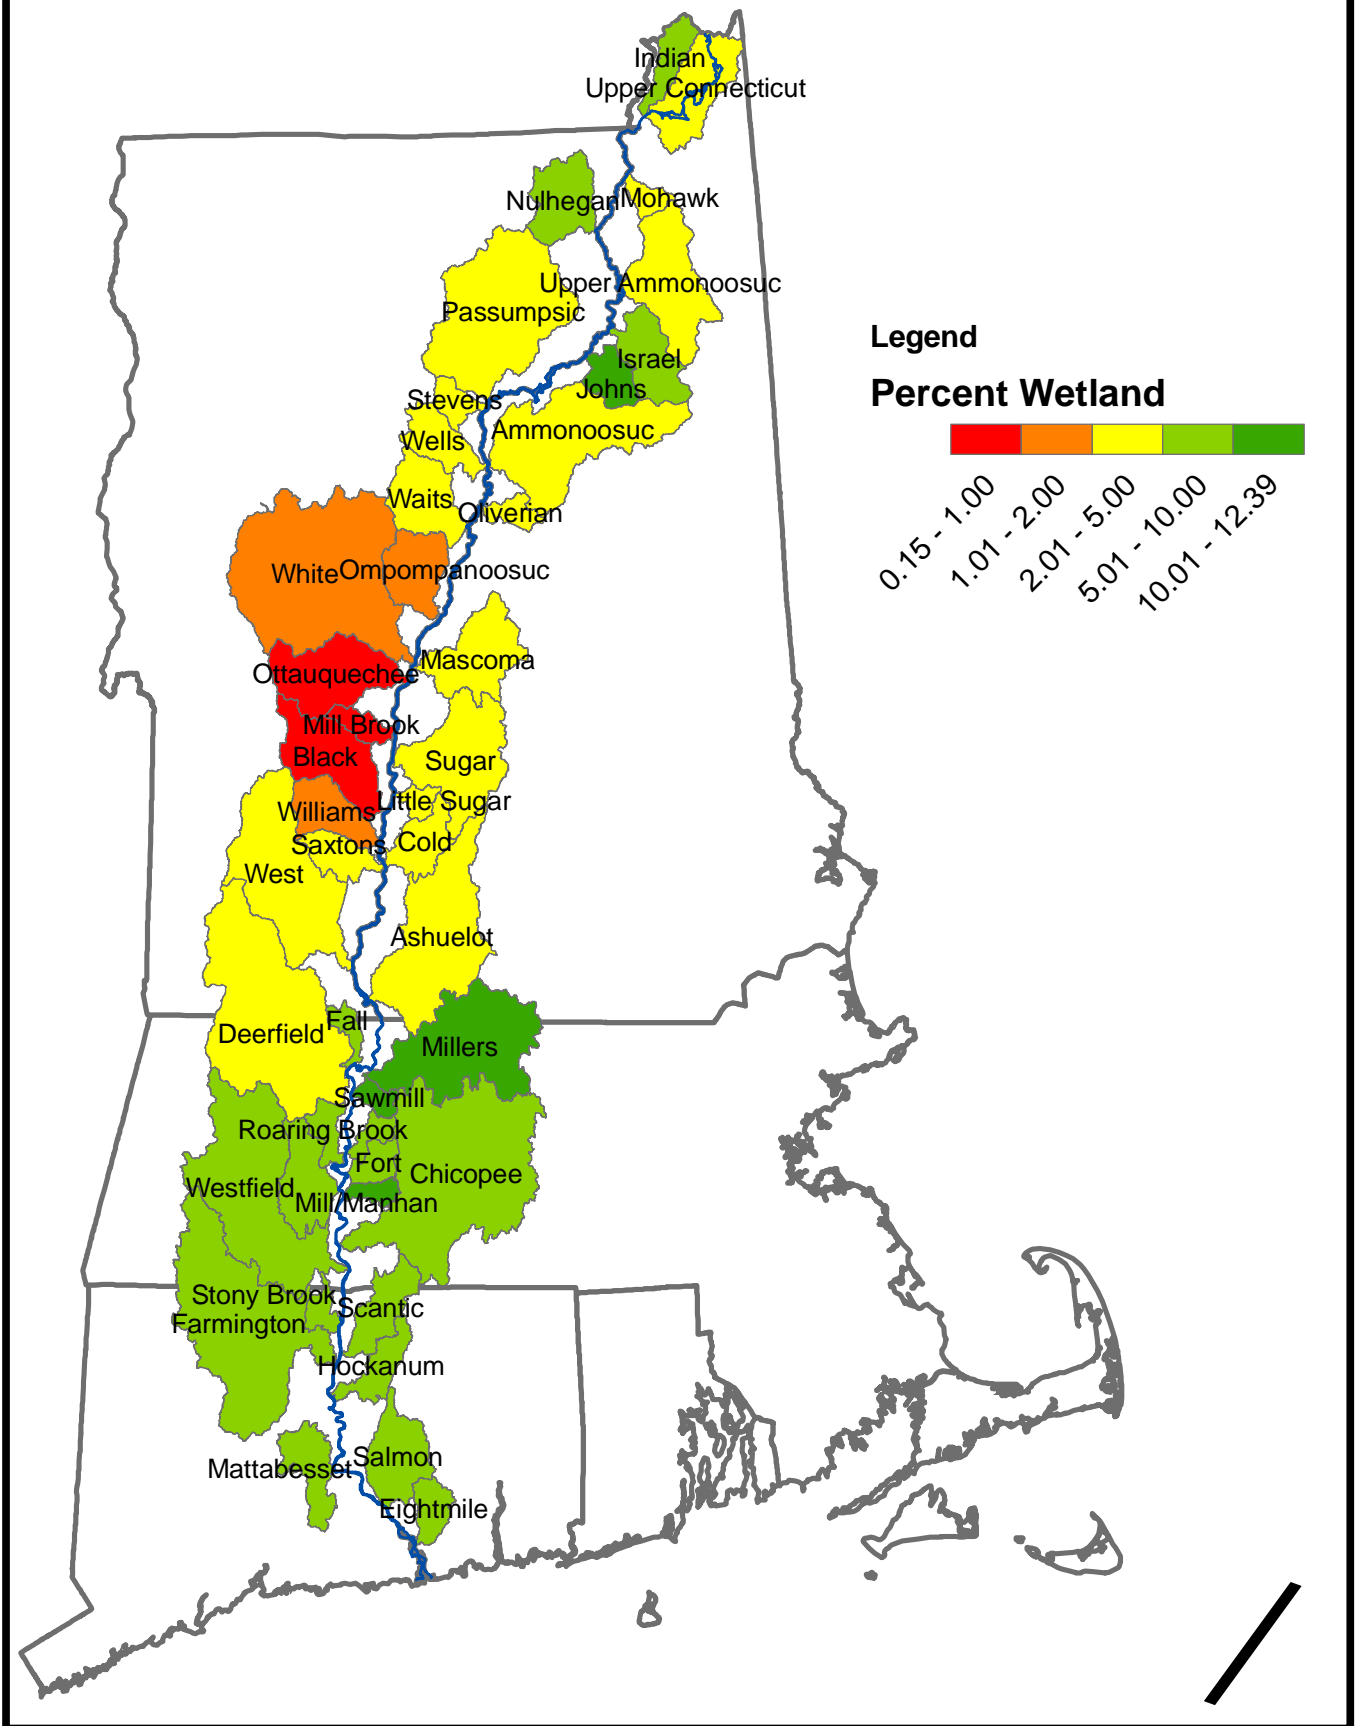 Indian
Upper Connecticut
Nulhegan
Mohawk
Upper Ammonoosuc
Passumpsic
Legend
Israel
Percent Wetland
Johns
Stevens
Ammonoosuc
Wells
0.15 - 1.00
1.01 - 2.00
2.01 - 5.00
5.01 - 10.00
10.01 - 12.39
Waits
Oliverian
White
Ompompanoosuc
Mascoma
Ottauquechee
Mill Brook
Black
Sugar
Little Sugar
Williams
Saxtons
Cold
West
Ashuelot
Fall
Deerfield
Millers
Sawmill
Roaring Brook
Fort
Chicopee
Westfield
Mill/Manhan
Stony Brook
Scantic
Farmington
Hockanum
Salmon
Mattabesset
Eightmile